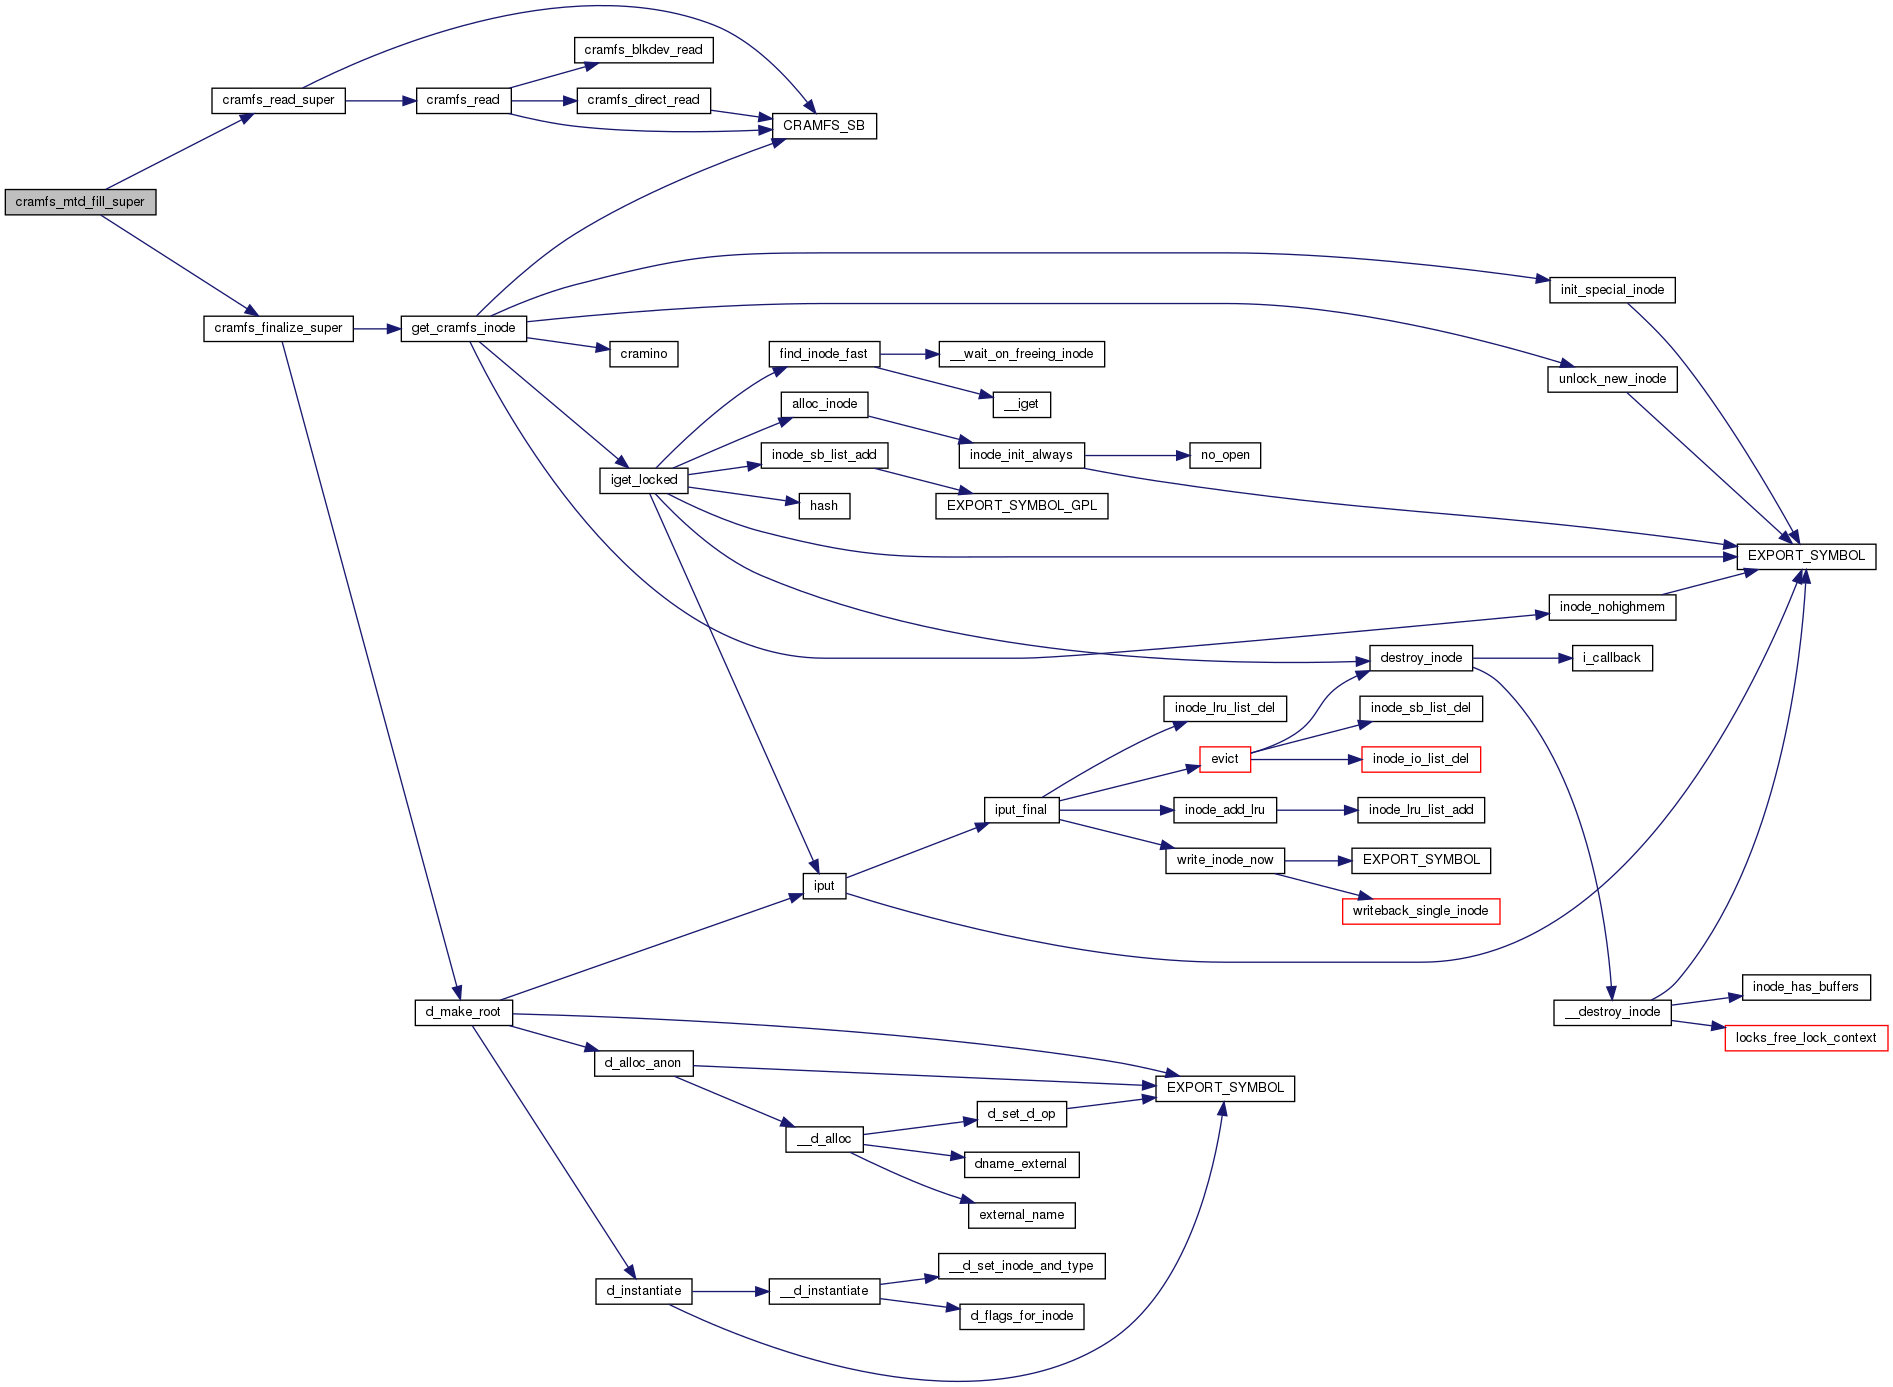 cramfs_blkdev_read
cramfs_read_super
cramfs_read
cramfs_direct_read
CRAMFS_SB
cramfs_mtd_fill_super
init_special_inode
cramfs_finalize_super
get_cramfs_inode
cramino
find_inode_fast
__wait_on_freeing_inode
unlock_new_inode
alloc_inode
__iget
inode_sb_list_add
inode_init_always
no_open
iget_locked
hash
EXPORT_SYMBOL_GPL
EXPORT_SYMBOL
inode_nohighmem
destroy_inode
i_callback
inode_lru_list_del
inode_sb_list_del
evict
inode_io_list_del
iput_final
inode_add_lru
inode_lru_list_add
write_inode_now
EXPORT_SYMBOL
iput
writeback_single_inode
inode_has_buffers
d_make_root
__destroy_inode
locks_free_lock_context
d_alloc_anon
EXPORT_SYMBOL
d_set_d_op
__d_alloc
dname_external
external_name
__d_set_inode_and_type
d_instantiate
__d_instantiate
d_flags_for_inode